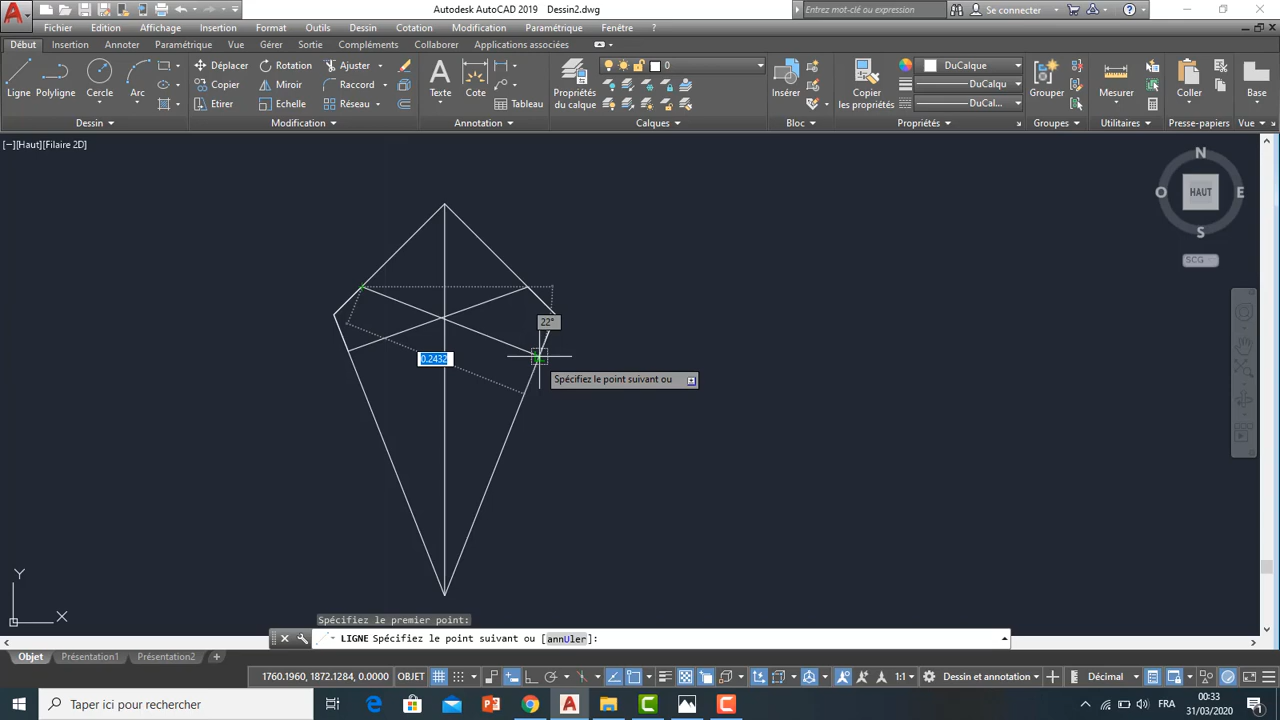 Autodesk AutoCAD 2019 Dessin2.dwg
Entrez mot-clé ou expression
Se connecter
Fichier Edition Affichage Insertion Format Outils Dessin Cotation Modification Paramétrique Fenêtre ?
Début Insertion Annoter Paramétrique Vue Gérer Sortie Compléments Collaborer Applications associées
Ligne Polyligne Cercle Arc
Déplacer Rotation Ajuster
Copier Miroir Raccord
Etirer Echelle Réseau
Texte Cote Tableau
Propriétés du calque
0
Insérer
Copier les propriétés
DuCalque
DuCal...
DuCal...
Grouper
Mesurer
Coller
Base
Dessin Modification Annotation Calques Bloc Propriétés Groupes Utilitaires Presse-papiers Vue
[−][Haut][Filaire 2D]
N
O HAUT E
S
SCG
22°
0.2432
Spécifiez le point suivant ou
Y
X
Spécifiez le premier point:
LIGNE Spécifiez le point suivant ou [annUler]:
Objet Présentation1 Présentation2 +
1760.1960, 1872.1284, 0.0000 OBJET 1:1 Dessin et annotation Décimal
Taper ici pour rechercher
FRA
00:33
31/03/2020